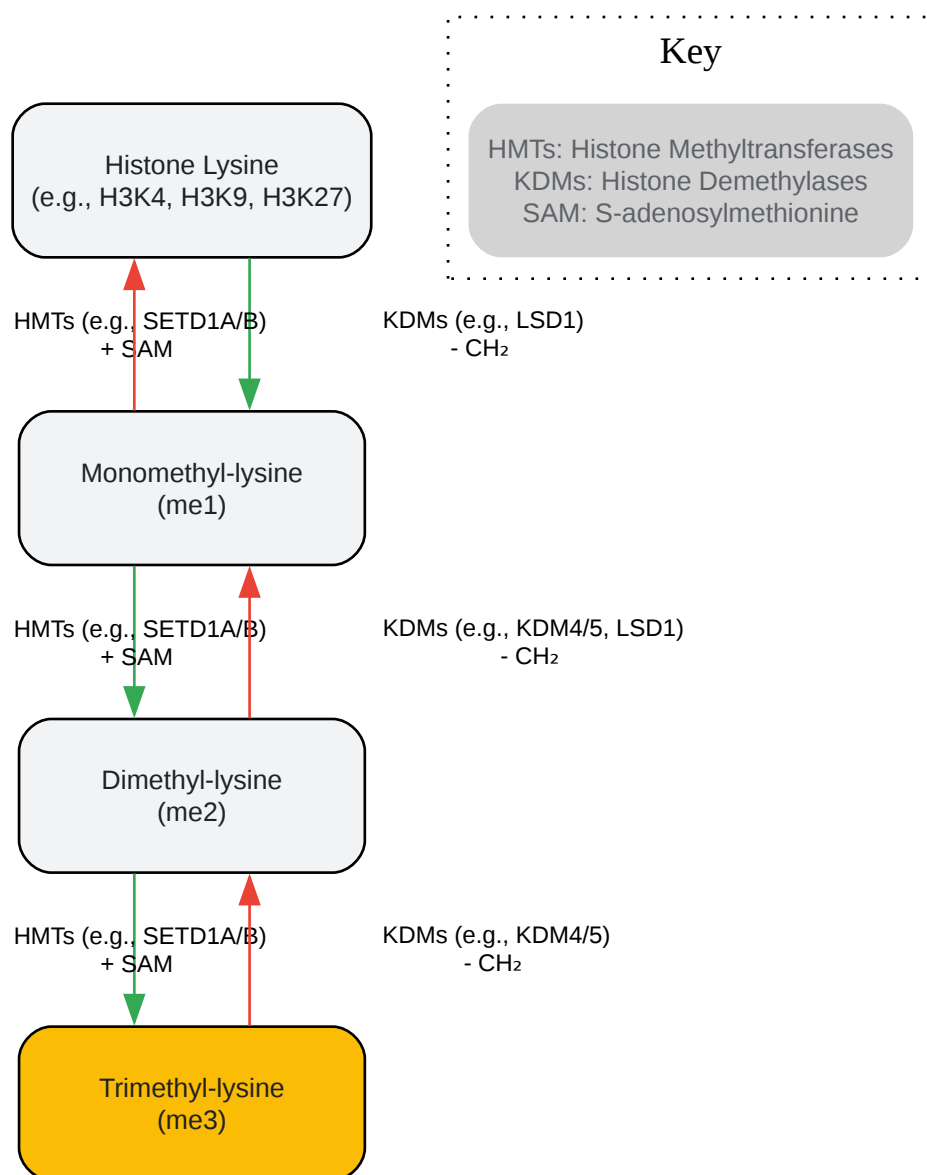 Key
HMTs: Histone Methyltransferases
KDMs: Histone Demethylases
SAM: S-adenosylmethionine
Histone Lysine
(e.g., H3K4, H3K9, H3K27)
HMTs (e.g., SETD1A/B)
+ SAM
KDMs (e.g., LSD1)
- CH₂
Monomethyl-lysine
(me1)
HMTs (e.g., SETD1A/B)
+ SAM
KDMs (e.g., KDM4/5, LSD1)
- CH₂
Dimethyl-lysine
(me2)
HMTs (e.g., SETD1A/B)
+ SAM
KDMs (e.g., KDM4/5)
- CH₂
Trimethyl-lysine
(me3)